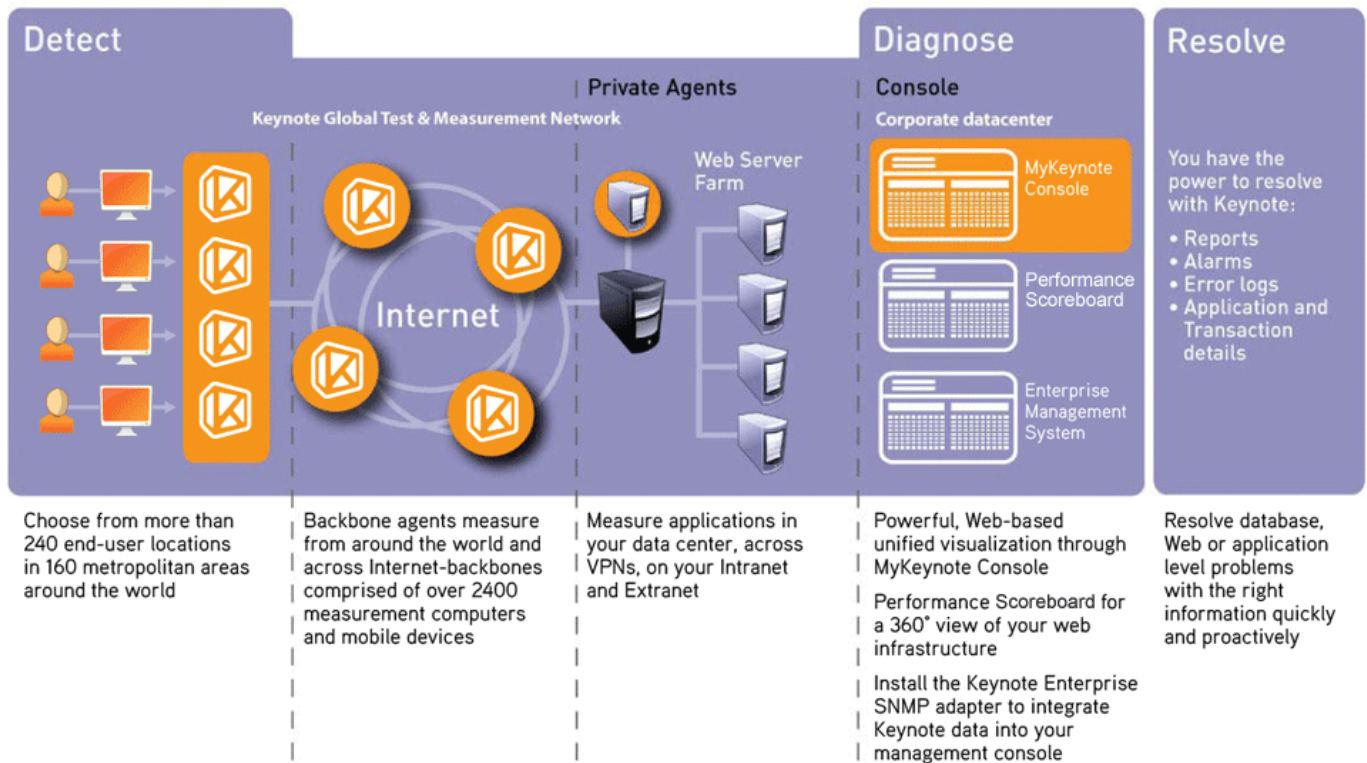 Detect
Diagnose
Resolve
Private Agents
Console
Keynote Global Test & Measurement Network
Corporate datacenter
Web Server
Farm
Internet
MyKeynote
Console
Performance
Scoreboard
Enterprise
Management
System
You have the
power to resolve
with Keynote:
• Reports
• Alarms
• Error logs
• Application and
Transaction
details
Choose from more than
240 end-user locations
in 160 metropolitan areas
around the world
Backbone agents measure
from around the world and
across Internet-backbones
comprised of over 2400
measurement computers
and mobile devices
Measure applications in
your data center, across
VPNs, on your Intranet
and Extranet
Powerful, Web-based
unified visualization through
MyKeynote Console
Performance Scoreboard for
a 360˚ view of your web
infrastructure
Install the Keynote Enterprise
SNMP adapter to integrate
Keynote data into your
management console
Resolve database,
Web or application
level problems
with the right
information quickly
and proactively